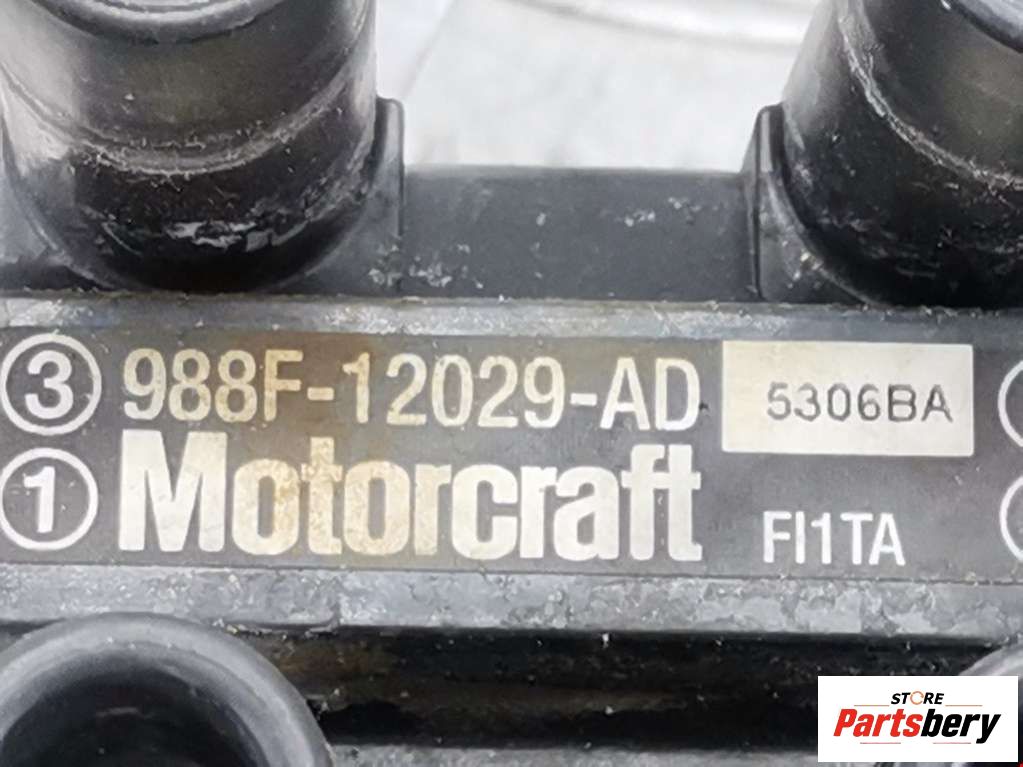 ③ 988F-12029-AD 5306BA
① Motorcraft FI1TA
STORE
Partsbery